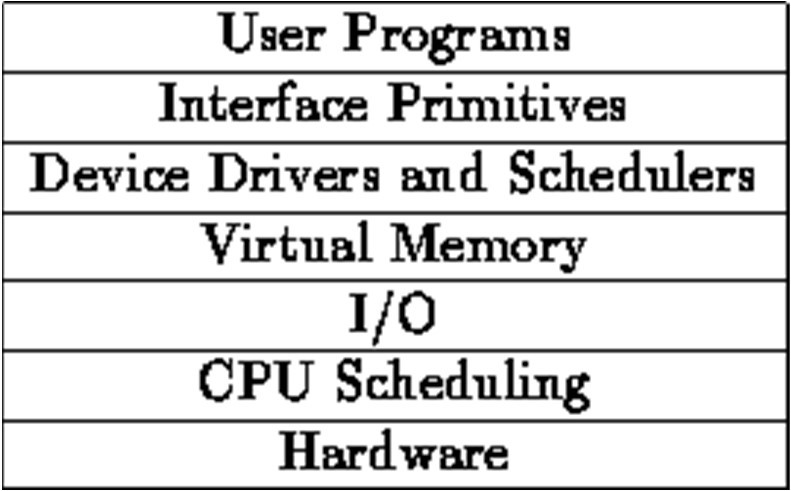 User Programs
Interface Primitives
Device Drivers and Schedulers
Virtual Memory
I/O
CPU Scheduling
Hardware